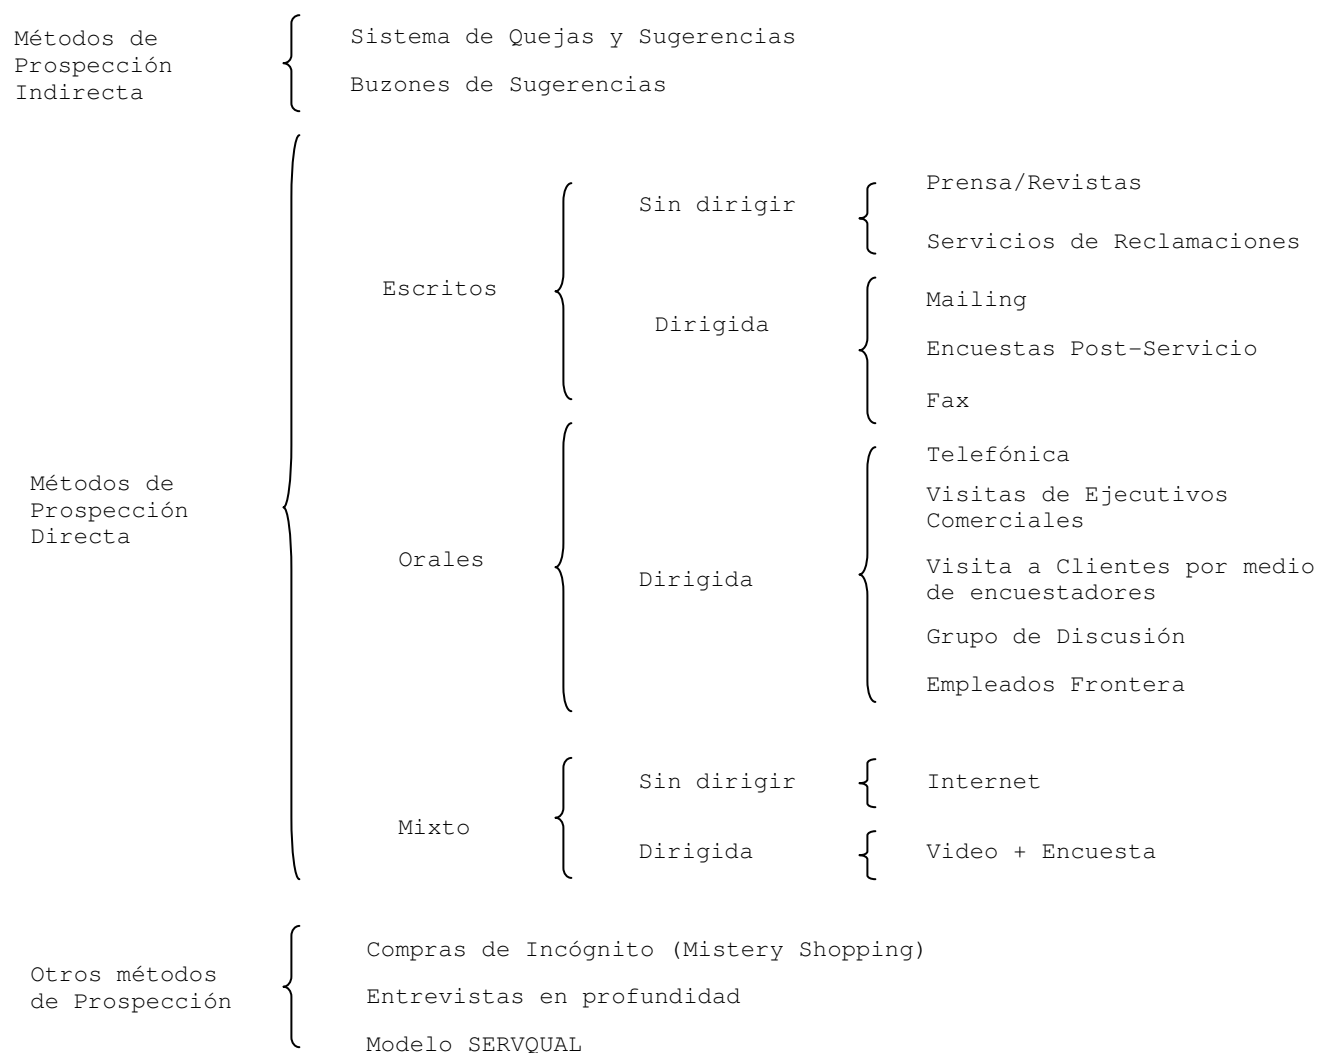 Métodos de
Prospección
Indirecta
Sistema de Quejas y Sugerencias
Buzones de Sugerencias
Métodos de
Prospección
Directa
Escritos
Sin dirigir
Prensa/Revistas
Servicios de Reclamaciones
Dirigida
Mailing
Encuestas Post-Servicio
Fax
Orales
Dirigida
Telefónica
Visitas de Ejecutivos
Comerciales
Visita a Clientes por medio
de encuestadores
Grupo de Discusión
Empleados Frontera
Mixto
Sin dirigir
Internet
Dirigida
Video + Encuesta
Otros métodos
de Prospección
Compras de Incógnito (Mistery Shopping)
Entrevistas en profundidad
Modelo SERVQUAL